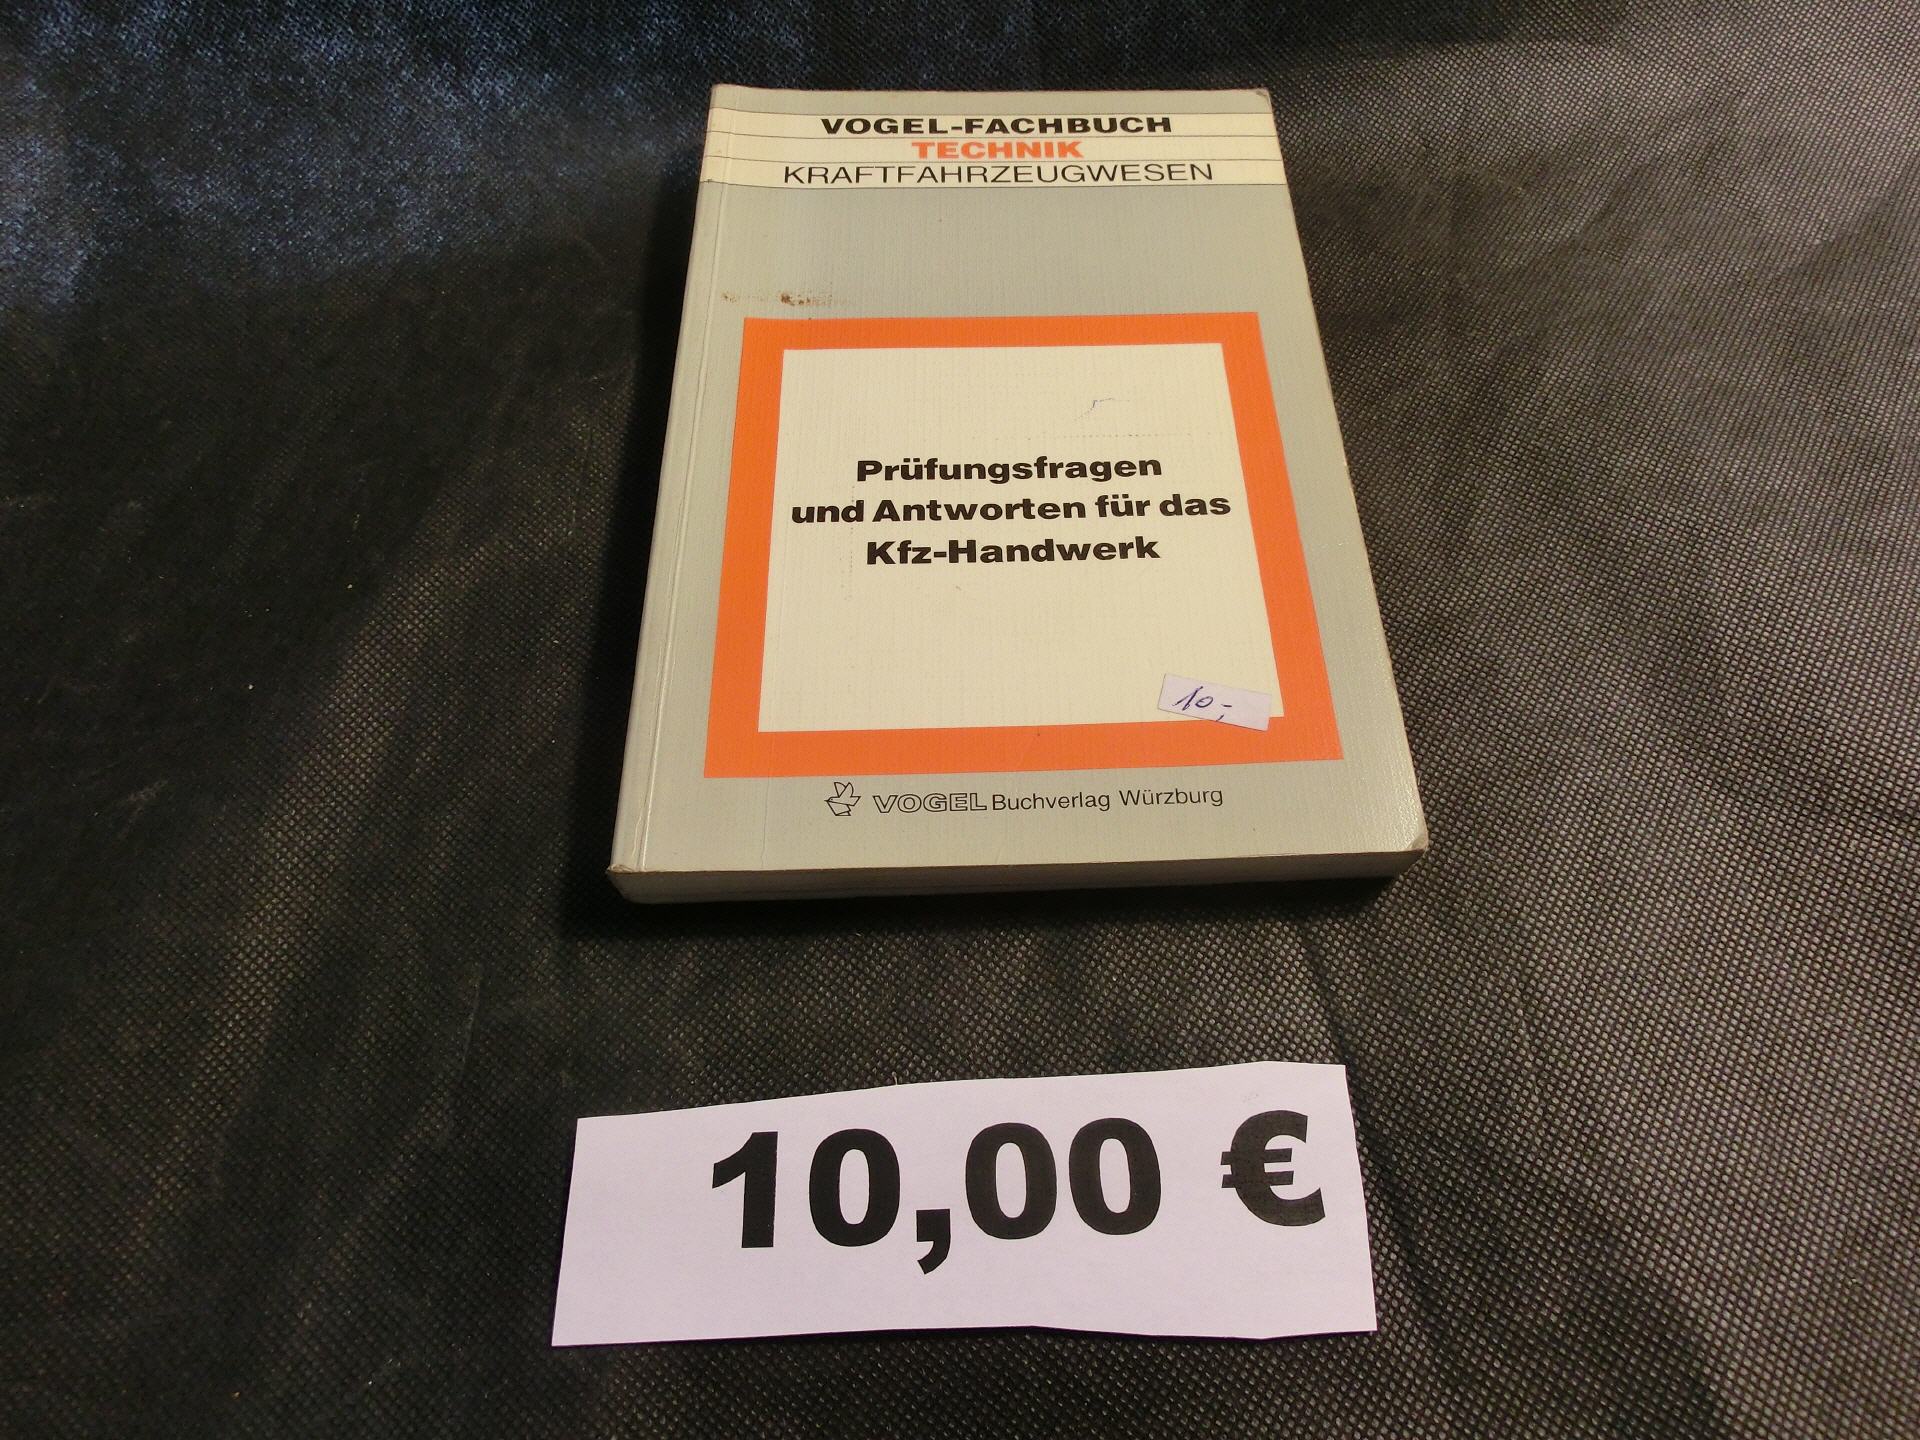 VOGEL-FACHBUCH
TECHNIK
KRAFTFAHRZEUGWESEN
Prüfungsfragen
und Antworten für das
Kfz-Handwerk
10,-
VOGEL Buchverlag Würzburg
10,00 €